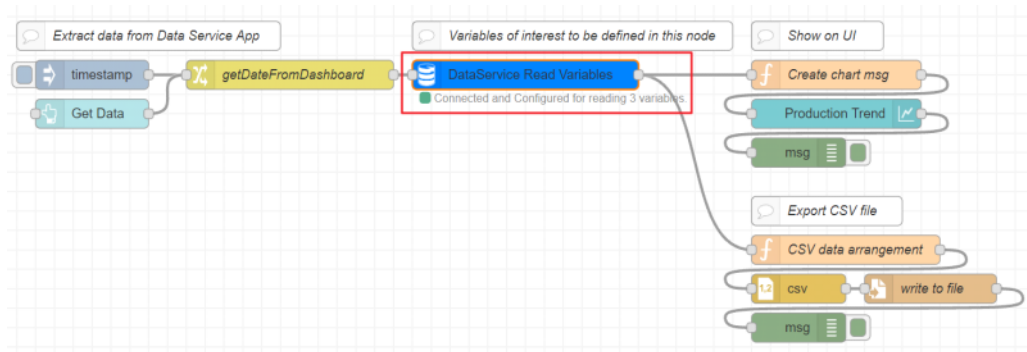 Extract data from Data Service App
Variables of interest to be defined in this node
Show on UI
timestamp
getDateFromDashboard
DataService Read Variables
Create chart msg
Connected and Configured for reading 3 variables.
Get Data
Production Trend
msg
Export CSV file
CSV data arrangement
1,2
csv
write to file
msg